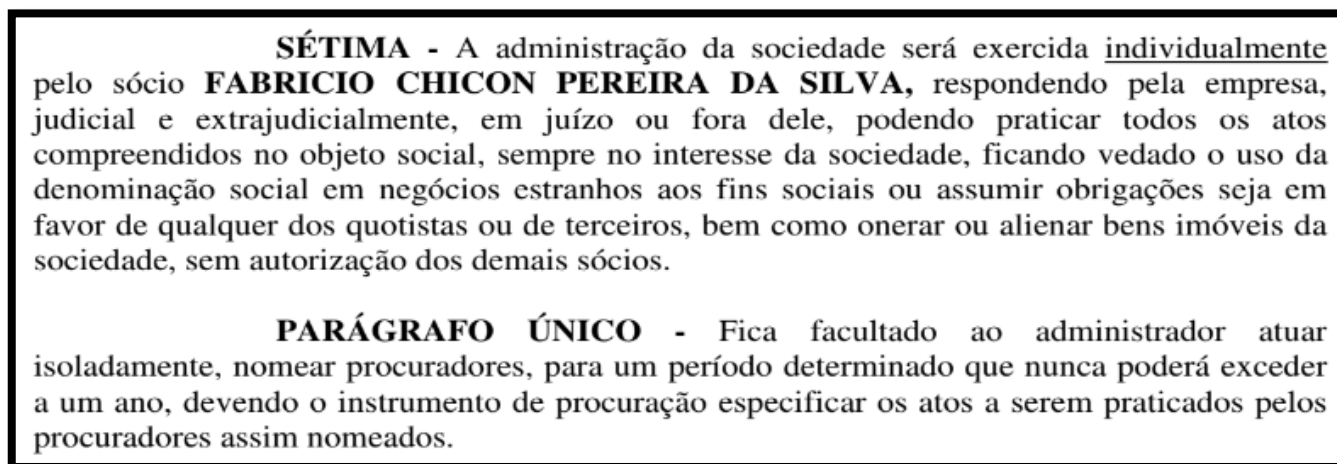 SÉTIMA - A administração da sociedade será exercida individualmente
pelo sócio FABRICIO CHICON PEREIRA DA SILVA, respondendo pela empresa,
judicial e extrajudicialmente, em juízo ou fora dele, podendo praticar todos os atos
compreendidos no objeto social, sempre no interesse da sociedade, ficando vedado o uso da
denominação social em negócios estranhos aos fins sociais ou assumir obrigações seja em
favor de qualquer dos quotistas ou de terceiros, bem como onerar ou alienar bens imóveis da
sociedade, sem autorização dos demais sócios.
PARÁGRAFO ÚNICO - Fica facultado ao administrador atuar
isoladamente, nomear procuradores, para um período determinado que nunca poderá exceder
a um ano, devendo o instrumento de procuração especificar os atos a serem praticados pelos
procuradores assim nomeados.